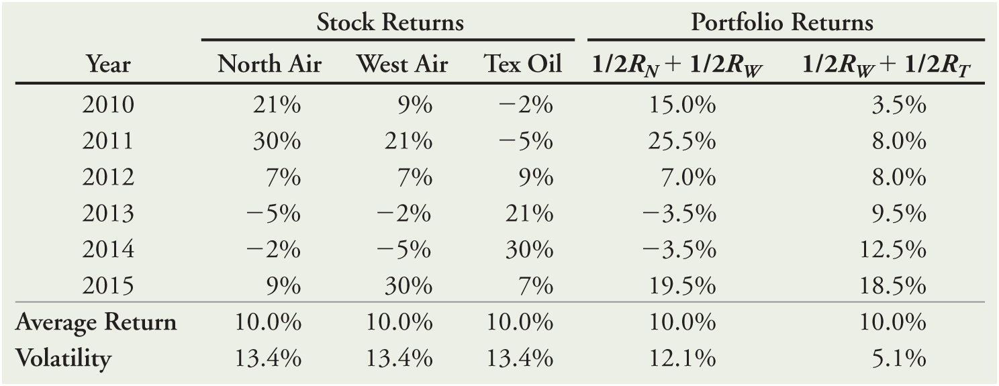 Stock Returns Portfolio Returns
Year North Air West Air Tex Oil 1/2R_N + 1/2R_W 1/2R_W + 1/2R_T
2010 21% 9% −2% 15.0% 3.5%
2011 30% 21% −5% 25.5% 8.0%
2012 7% 7% 9% 7.0% 8.0%
2013 −5% −2% 21% −3.5% 9.5%
2014 −2% −5% 30% −3.5% 12.5%
2015 9% 30% 7% 19.5% 18.5%
Average Return 10.0% 10.0% 10.0% 10.0% 10.0%
Volatility 13.4% 13.4% 13.4% 12.1% 5.1%